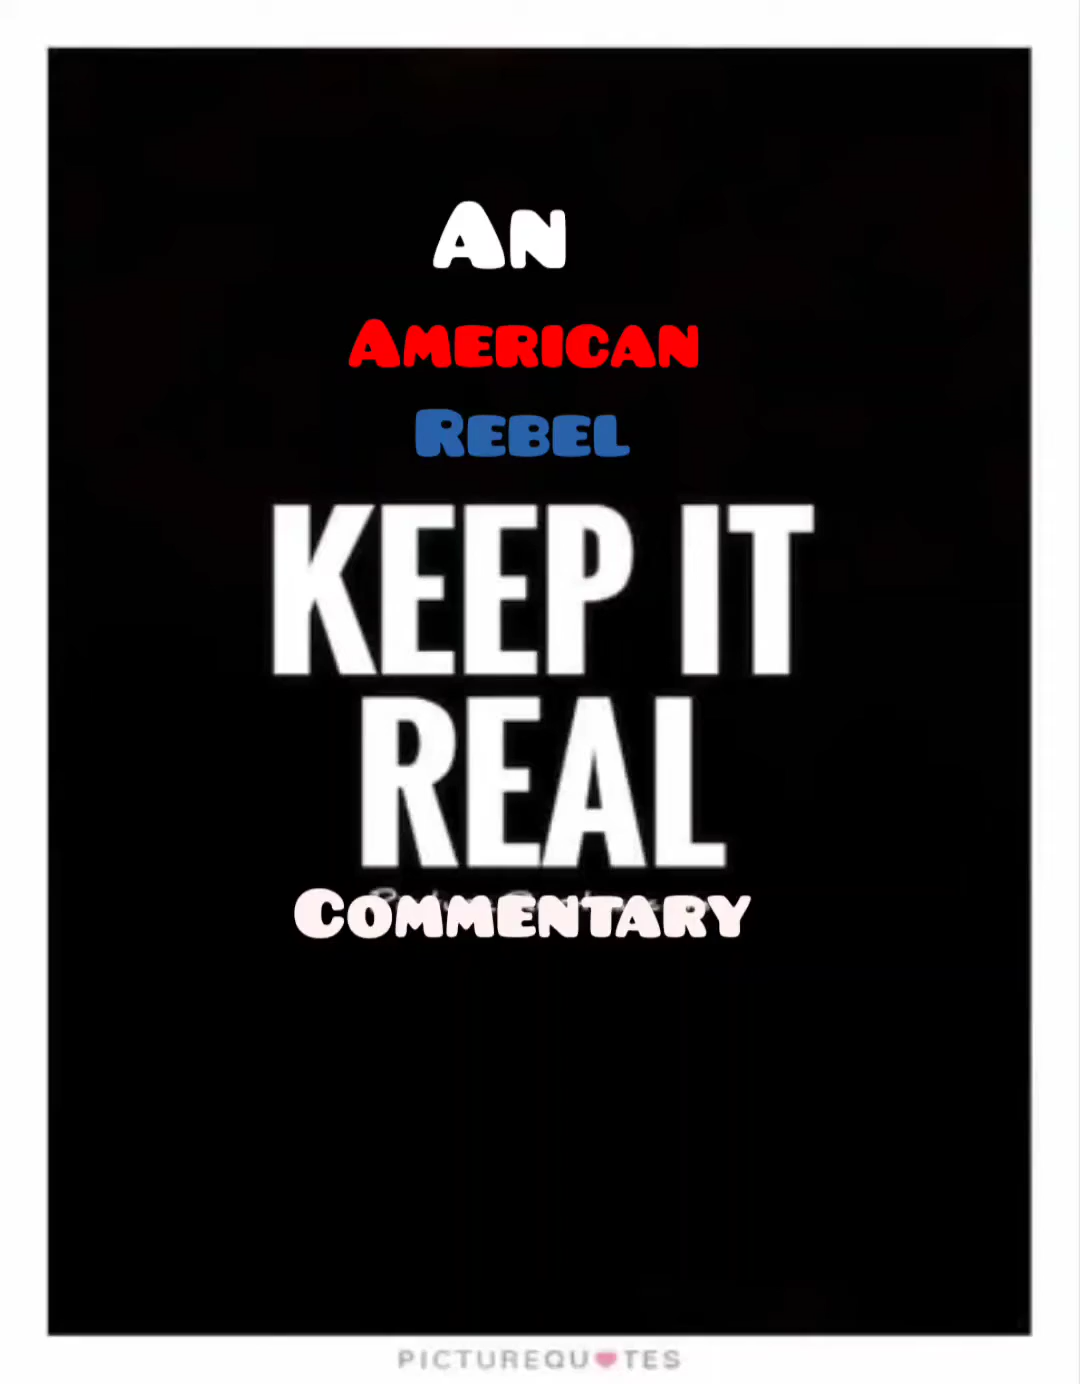 An
American
Rebel
KEEP IT
REAL
Commentary
PICTUREQUOTES